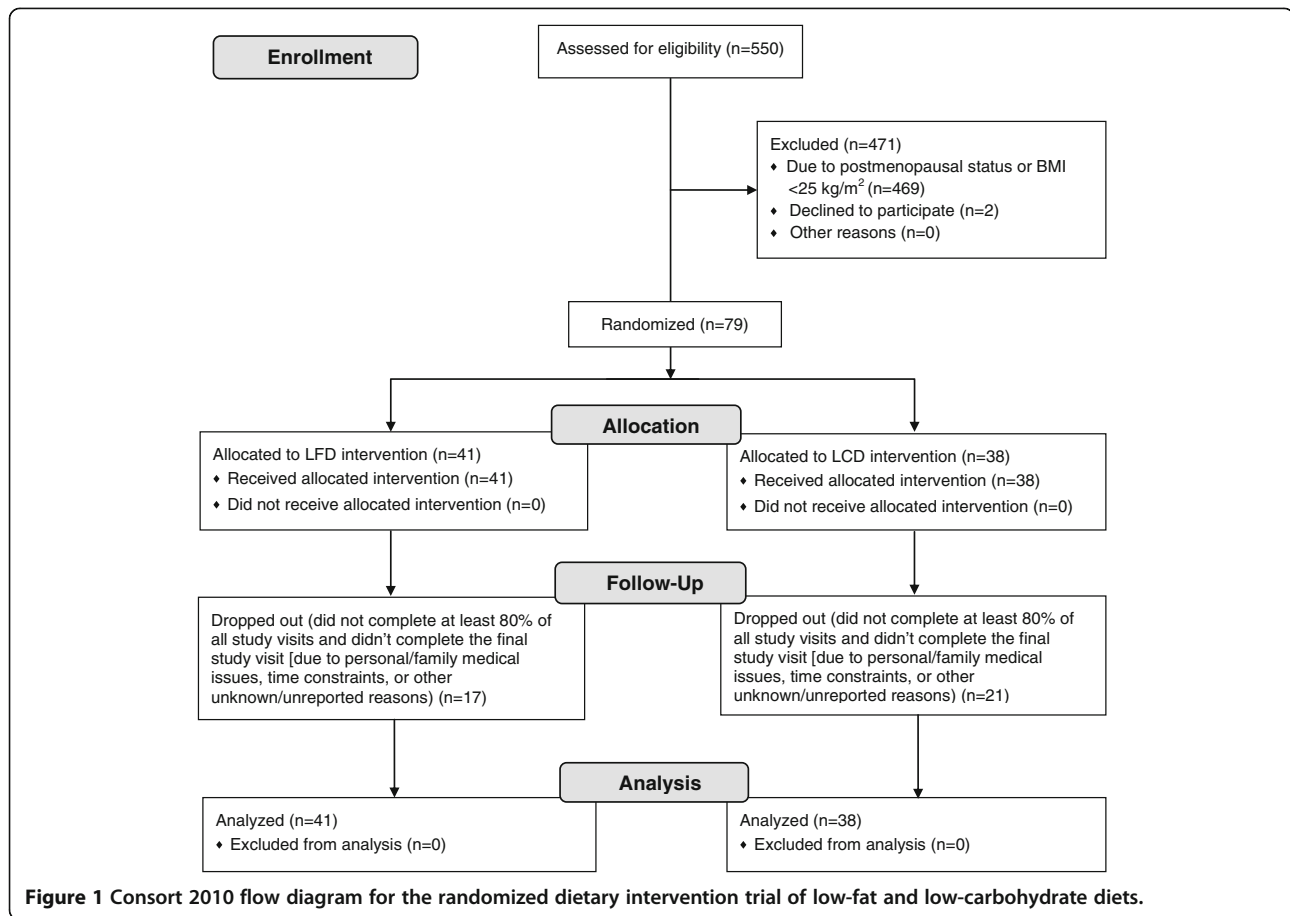 Enrollment
Assessed for eligibility (n=550)
Excluded (n=471)
♦ Due to postmenopausal status or BMI
<25 kg/m² (n=469)
♦ Declined to participate (n=2)
♦ Other reasons (n=0)
Randomized (n=79)
Allocation
Allocated to LFD intervention (n=41)
♦ Received allocated intervention (n=41)
♦ Did not receive allocated intervention (n=0)
Allocated to LCD intervention (n=38)
♦ Received allocated intervention (n=38)
♦ Did not receive allocated intervention (n=0)
Follow-Up
Dropped out (did not complete at least 80% of
all study visits and didn’t complete the final
study visit [due to personal/family medical
issues, time constraints, or other
unknown/unreported reasons) (n=17)
Dropped out (did not complete at least 80% of
all study visits and didn’t complete the final
study visit [due to personal/family medical
issues, time constraints, or other
unknown/unreported reasons) (n=21)
Analysis
Analyzed (n=41)
♦ Excluded from analysis (n=0)
Analyzed (n=38)
♦ Excluded from analysis (n=0)
Figure 1 Consort 2010 flow diagram for the randomized dietary intervention trial of low-fat and low-carbohydrate diets.